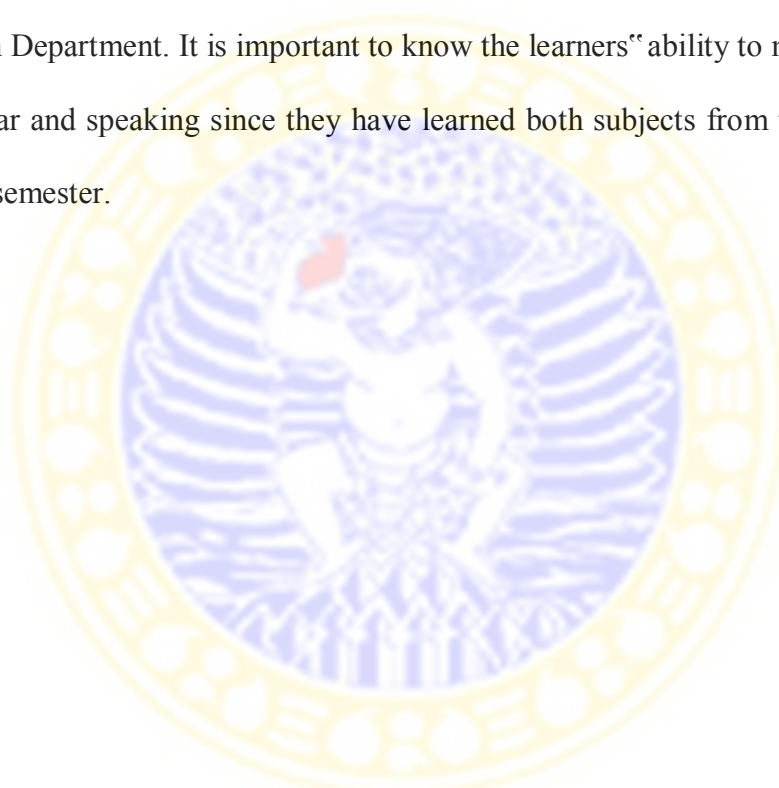 Department. It is important to know the learners‟ ability to
and speaking since they have learned both subjects from
semester.